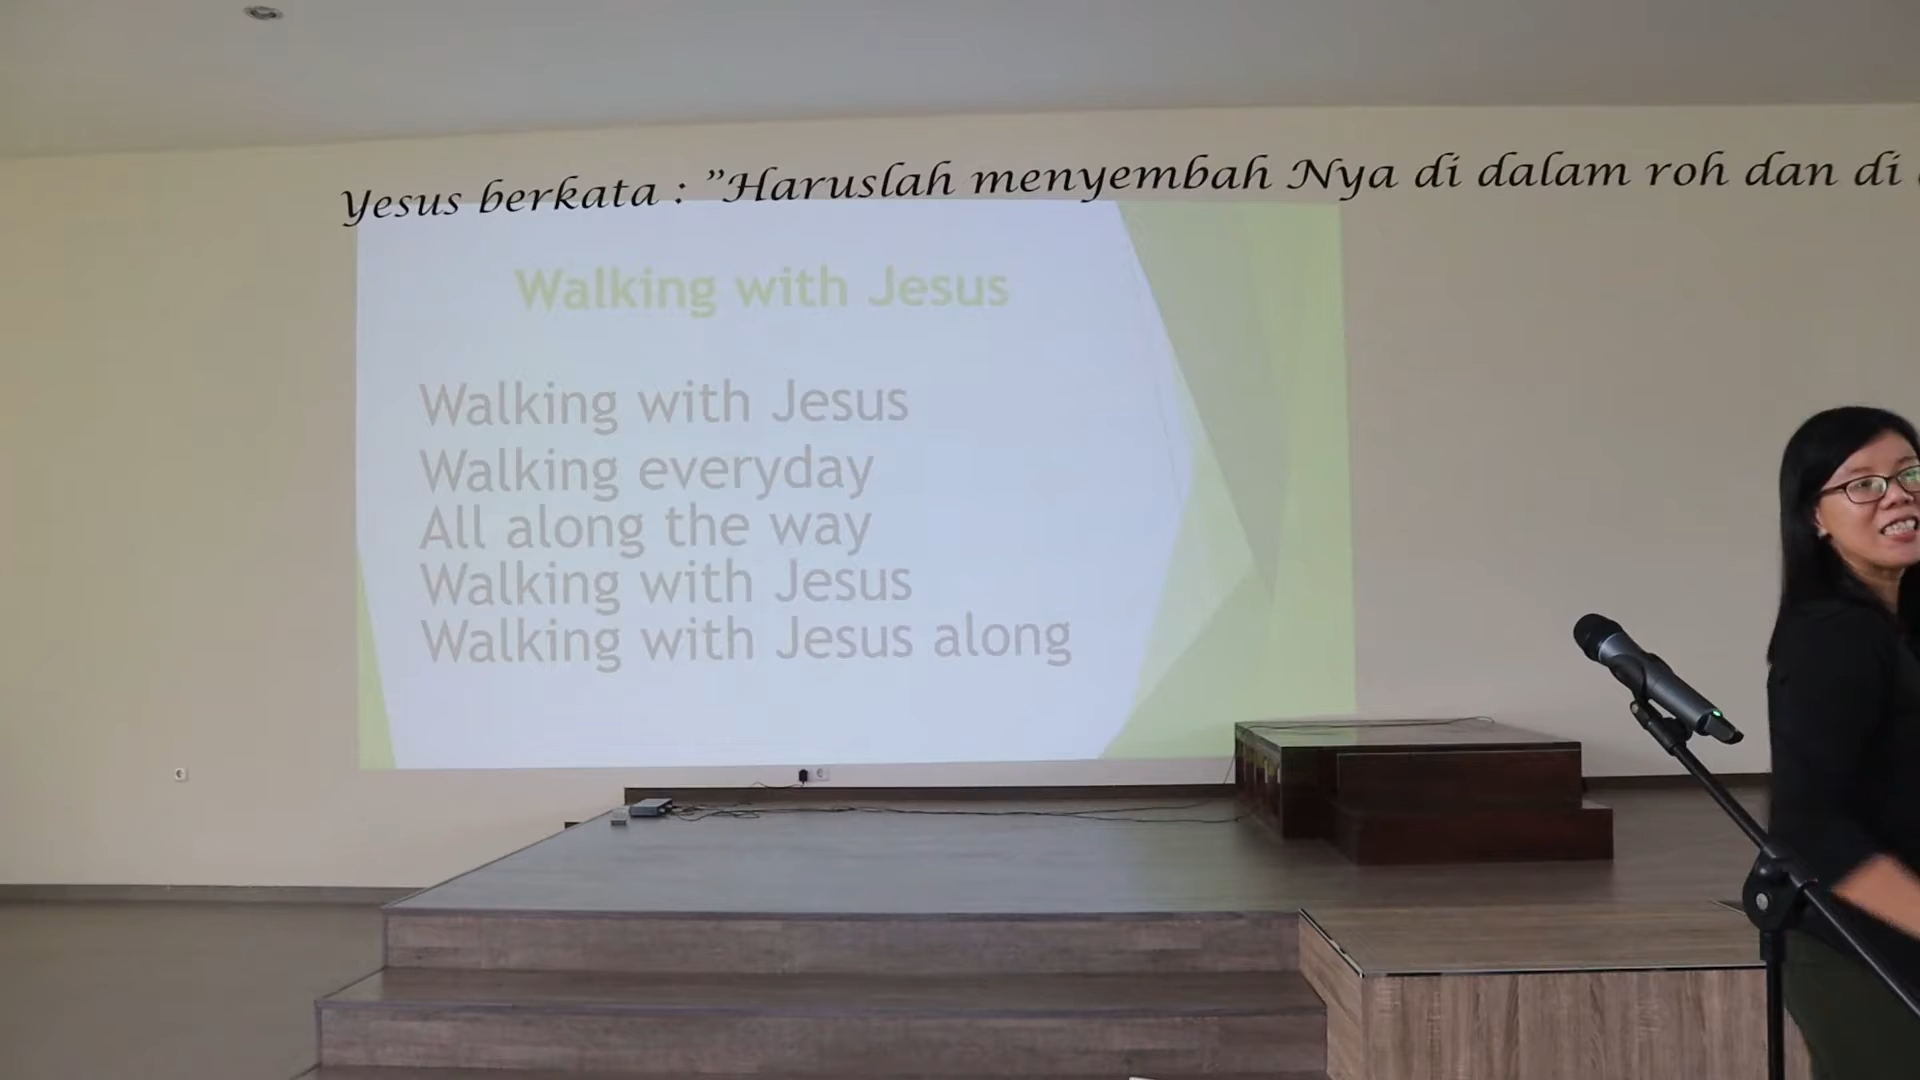 Yesus berkata : "Haruslah menyembah Nya di dalam roh dan di
Walking with Jesus
Walking with Jesus
Walking everyday
All along the way
Walking with Jesus
Walking with Jesus along